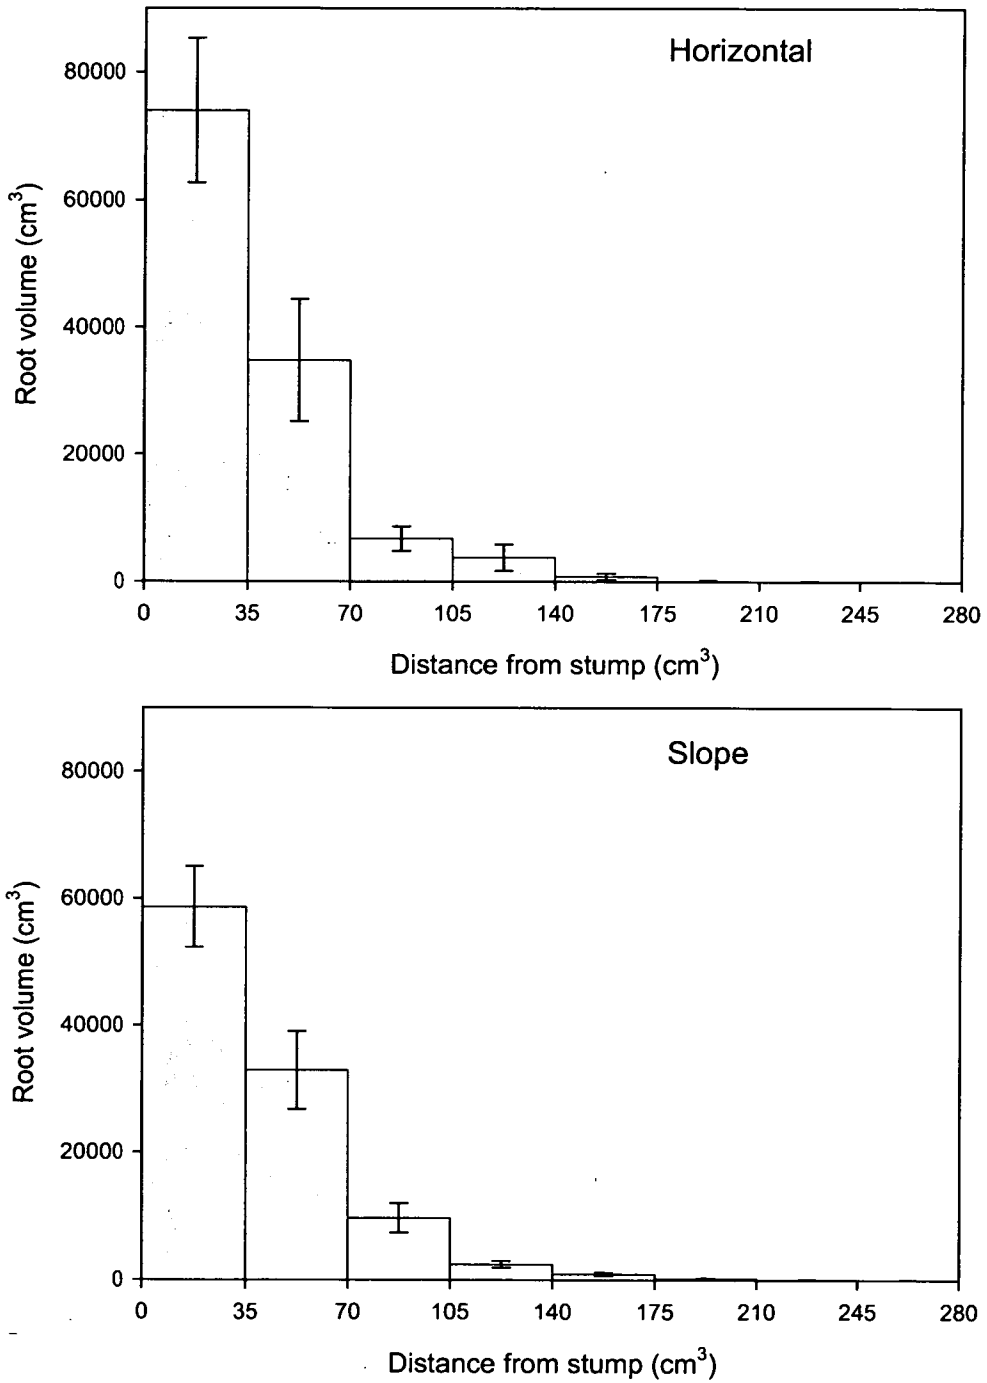 Horizontal
80000
60000
40000
20000
0
Root volume (cm³)
0 35 70 105 140 175 210 245 280
Distance from stump (cm³)
Slope
80000
60000
40000
20000
0
Root volume (cm³)
0 35 70 105 140 175 210 245 280
Distance from stump (cm³)